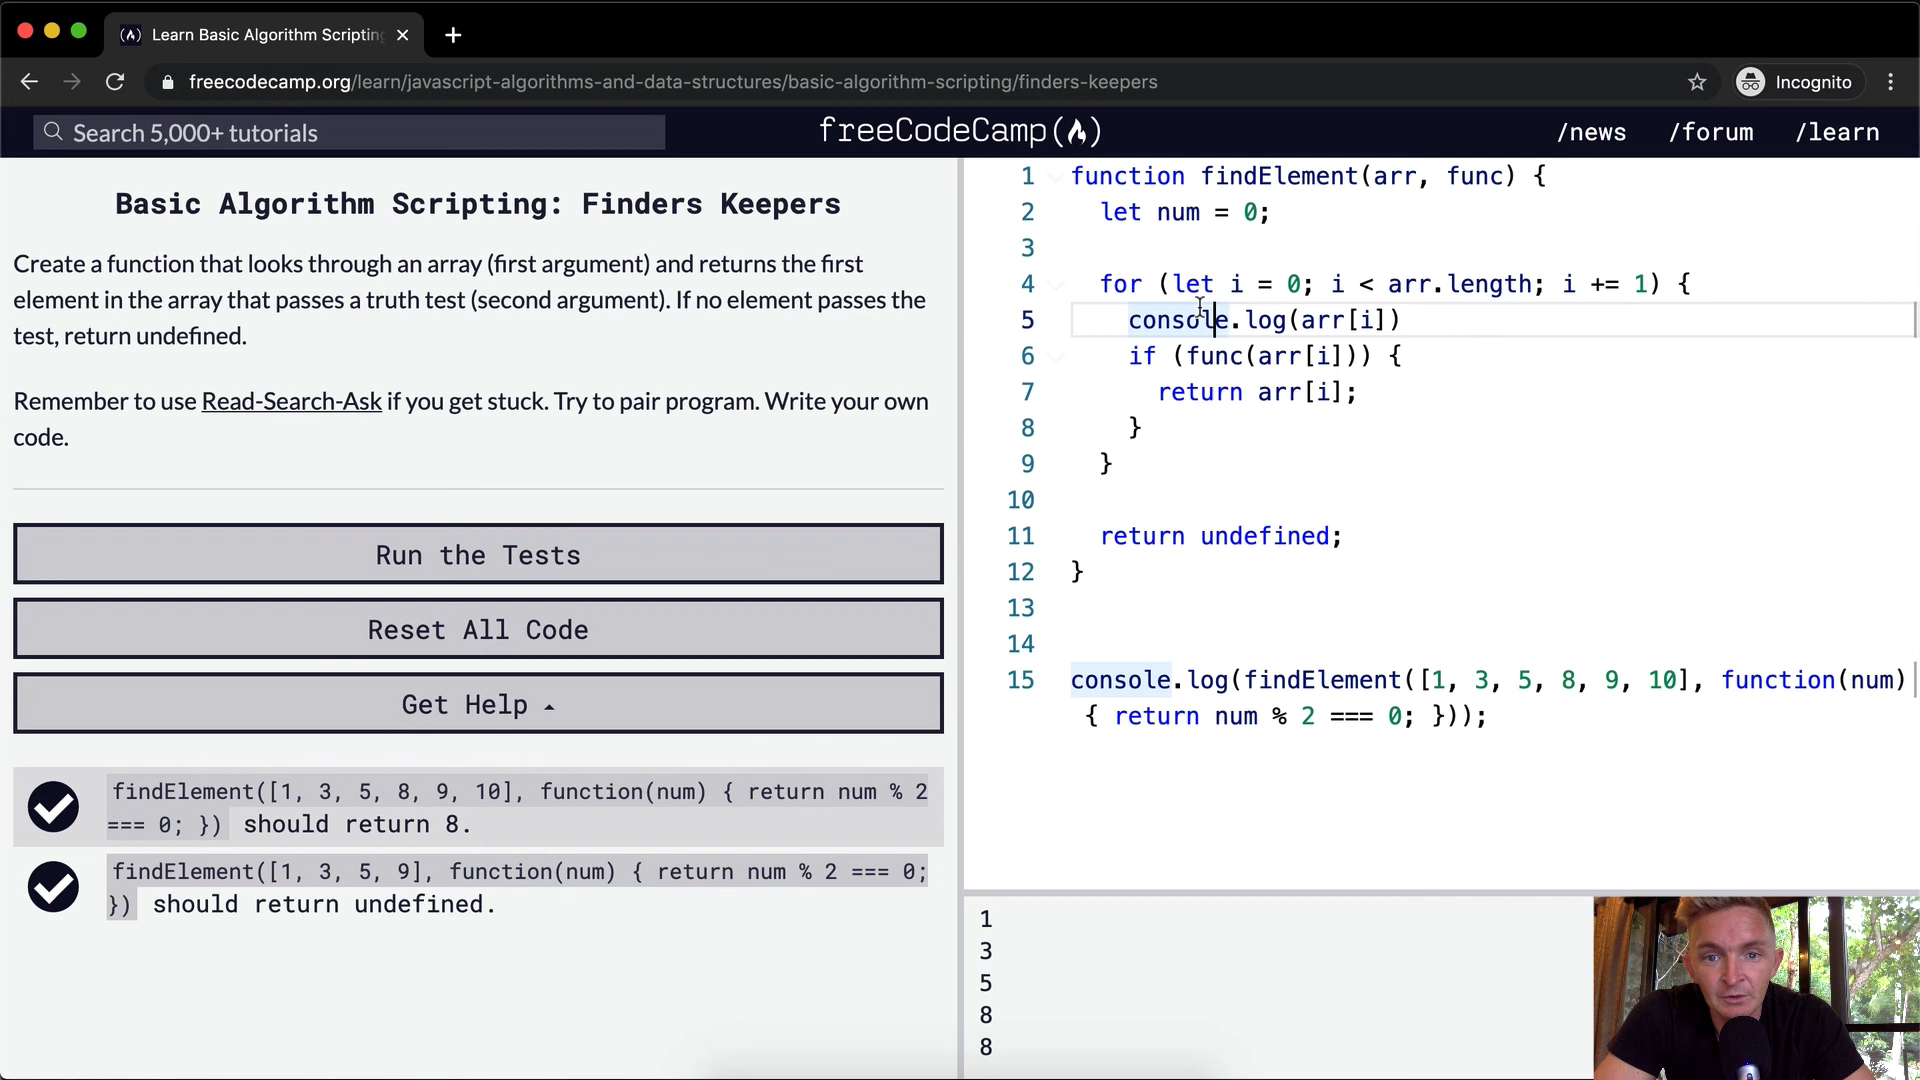 Learn Basic Algorithm Scripting
freecodecamp.org/learn/javascript-algorithms-and-data-structures/basic-algorithm-scripting/finders-keepers
Incognito
Search 5,000+ tutorials
freeCodeCamp
/news
/forum
/learn
Basic Algorithm Scripting: Finders Keepers
Create a function that looks through an array (first argument) and returns the first
element in the array that passes a truth test (second argument). If no element passes the
test, return undefined.
Remember to use Read-Search-Ask if you get stuck. Try to pair program. Write your own
code.
Run the Tests
Reset All Code
Get Help
findElement([1, 3, 5, 8, 9, 10], function(num) { return num % 2
=== 0; }) should return 8.
findElement([1, 3, 5, 9], function(num) { return num % 2 === 0;
}) should return undefined.
1 function findElement(arr, func) {
2 let num = 0;
3
4 for (let i = 0; i < arr.length; i += 1) {
5 console.log(arr[i])
6 if (func(arr[i])) {
7 return arr[i];
8 }
9 }
10
11 return undefined;
12 }
13
14
15 console.log(findElement([1, 3, 5, 8, 9, 10], function(num)
{ return num % 2 === 0; }));
1
3
5
8
8